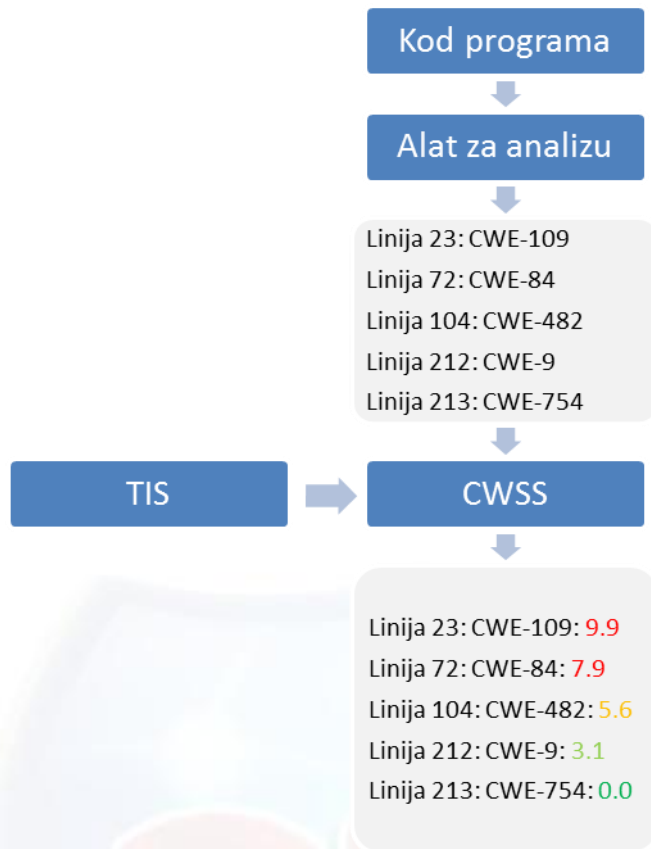 Kod programa
Alat za analizu
Linija 23: CWE-109
Linija 72: CWE-84
Linija 104: CWE-482
Linija 212: CWE-9
Linija 213: CWE-754
TIS
CWSS
Linija 23: CWE-109: 9.9
Linija 72: CWE-84: 7.9
Linija 104: CWE-482: 5.6
Linija 212: CWE-9: 3.1
Linija 213: CWE-754: 0.0